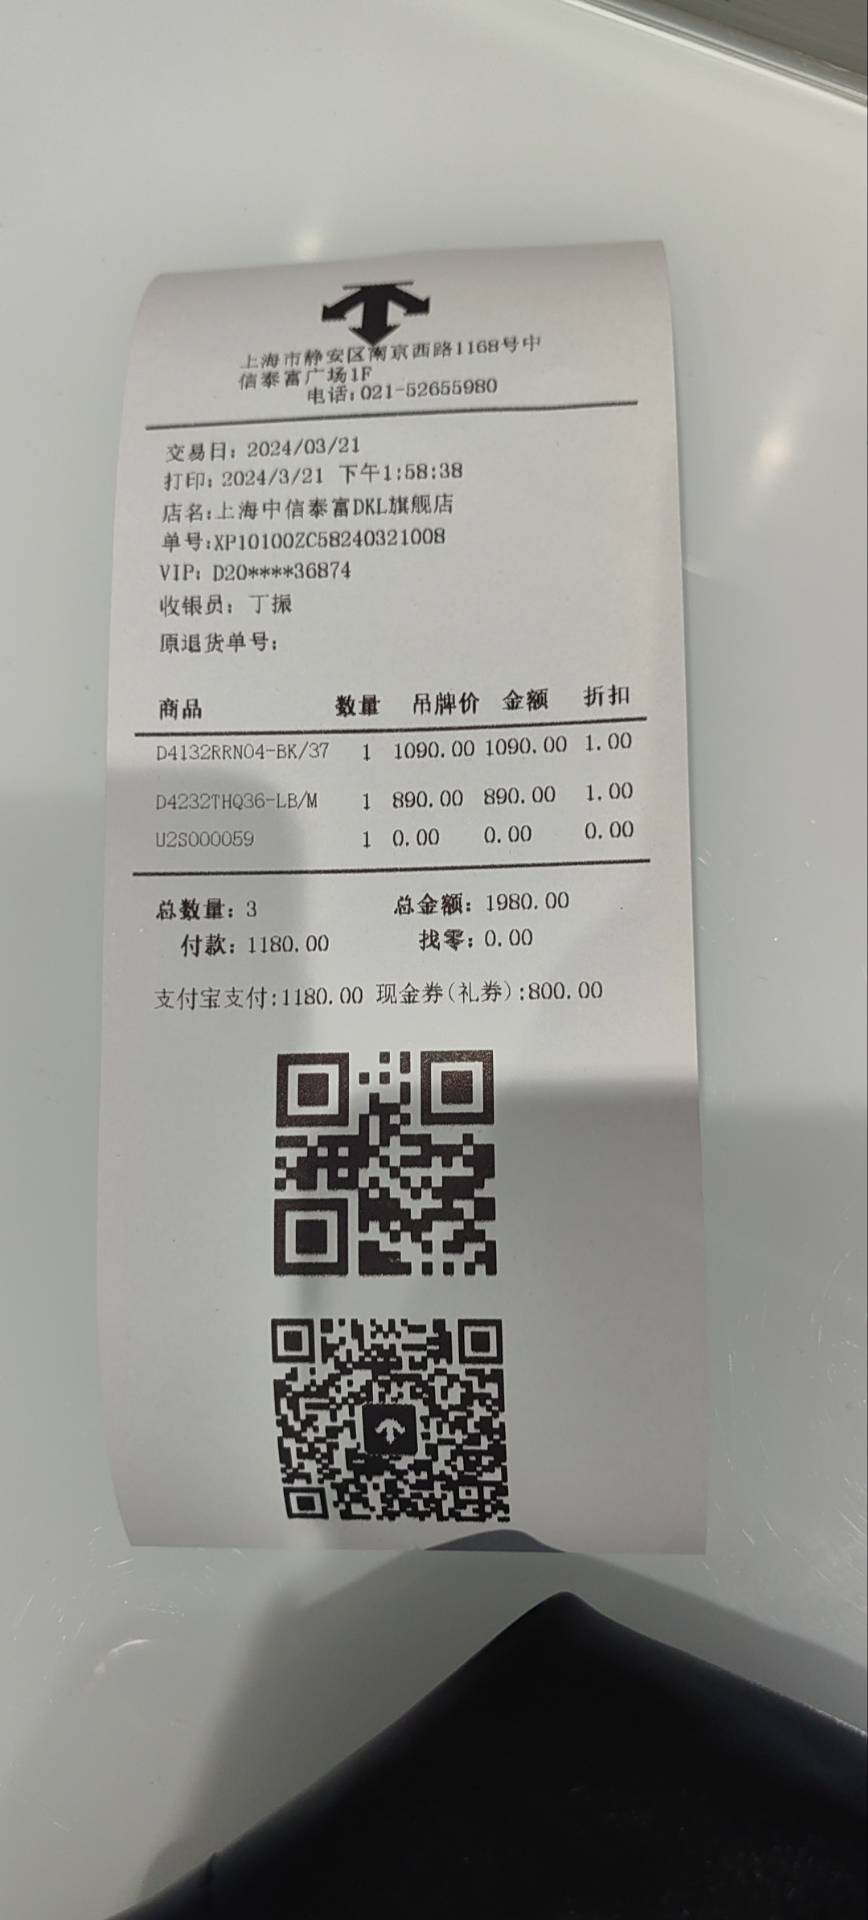 上海市静安区南京西路1168号中
信泰富广场1F
电话:021-52655980
交易日: 2024/03/21
打印: 2024/3/21 下午1:58:38
店名:上海中信泰富DKL旗舰店
单号:XP10100ZC58240321008
VIP: D20****36874
收银员: 丁振
原退货单号:
商品 数量 吊牌价 金额 折扣
D4132RRN04-BK/37 1 1090.00 1090.00 1.00
D4232THQ36-LB/M 1 890.00 890.00 1.00
U2S000059 1 0.00 0.00 0.00
总数量: 3 总金额: 1980.00
付款: 1180.00 找零: 0.00
支付宝支付:1180.00 现金券(礼券):800.00